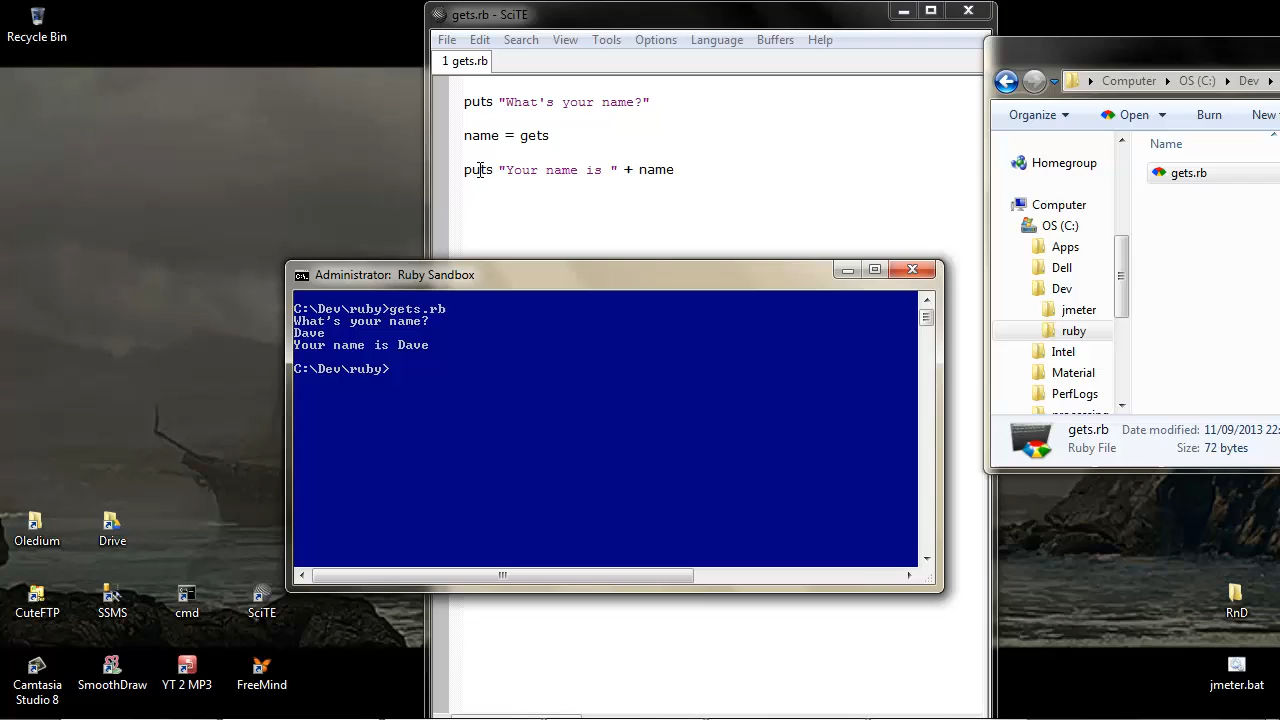 Recycle Bin
gets.rb - SciTE
File Edit Search View Tools Options Language Buffers Help
1 gets.rb
puts "What's your name?"
name = gets
puts "Your name is " + name
Computer OS (C:) Dev
Organize Open Burn New
Name
gets.rb
Homegroup
Computer
OS (C:)
Apps
Dell
Dev
jmeter
ruby
Intel
Material
PerfLogs
gets.rb Date modified: 11/09/2013 22:
Ruby File Size: 72 bytes
Administrator: Ruby Sandbox
C:\Dev\ruby>gets.rb
What's your name?
Dave
Your name is Dave
C:\Dev\ruby>
Oledium Drive
CuteFTP SSMS cmd SciTE
RnD
Camtasia Studio 8 SmoothDraw YT 2 MP3 FreeMind
jmeter.bat